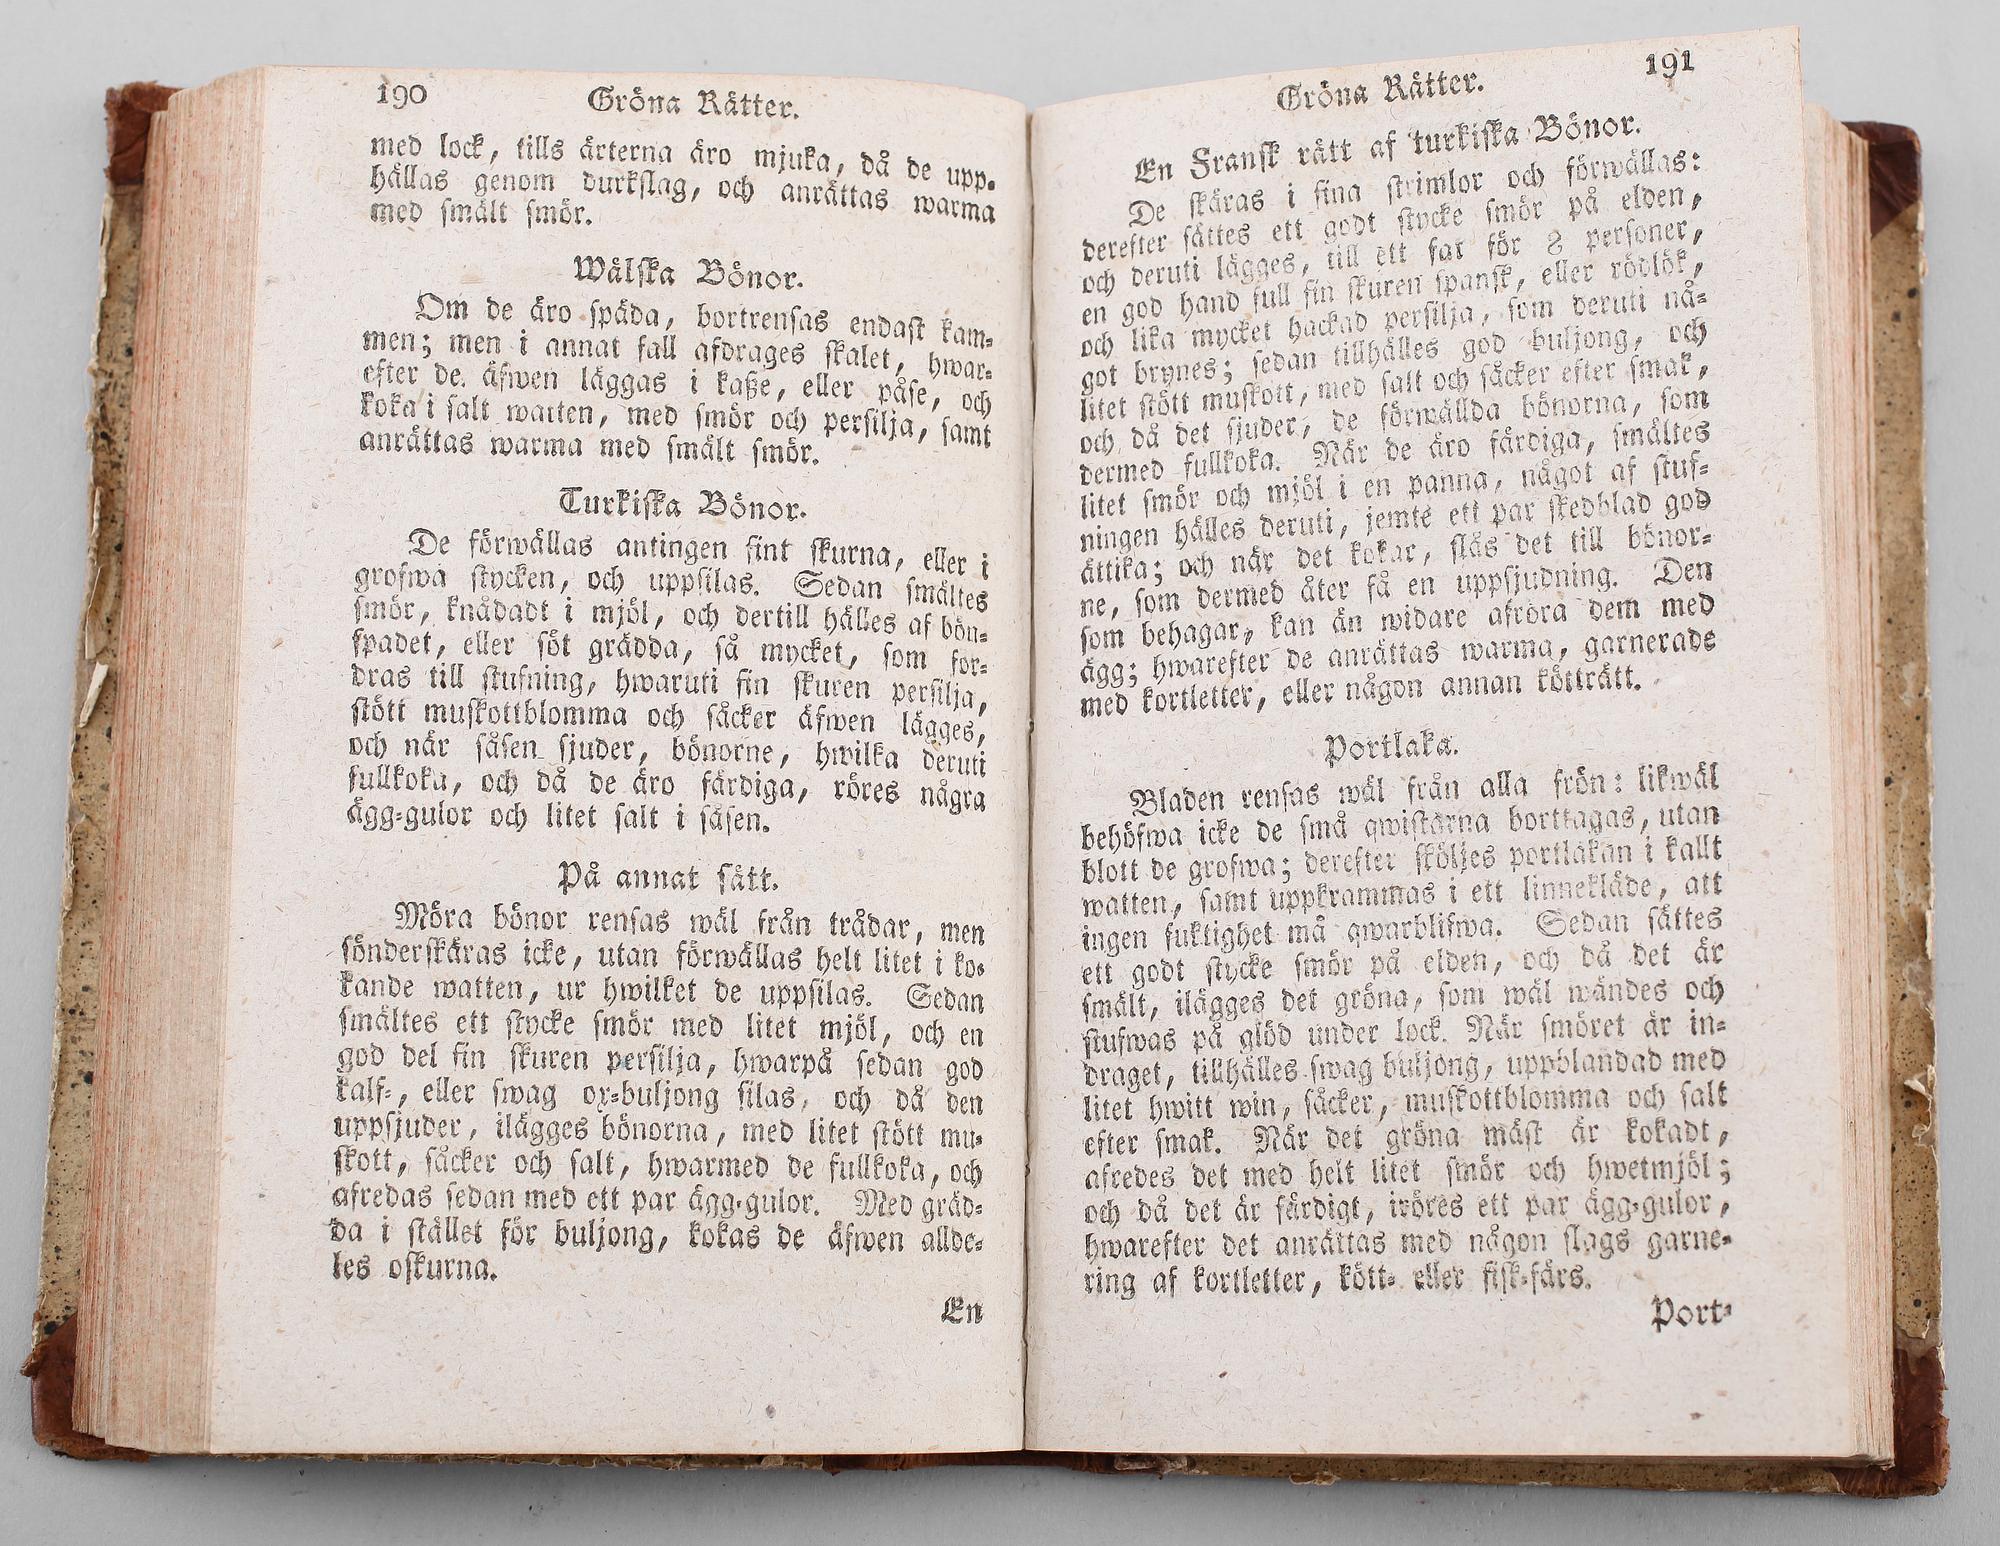 190 Gröna Rätter.
med lock, tills ärterna äro mjuka, då de upp-
hällas genom durkslag, och anrättas warma
med smält smör.
Wälska Bönor.
Om de äro späda, bortrensas endast kam-
men; men i annat fall afdrages skalet, hwar-
efter de äfwen läggas i kaße, eller påse, och
koka i salt watten, med smör och persilja, samt
anrättas warma med smält smör.
Turkiska Bönor.
De förwällas antingen fint skurna, eller i
grofwa stycken, och uppsilas. Sedan smältes
smör, knådadt i mjöl, och dertill hälles af bön-
spadet, eller söt grädda, så mycket, som for-
dras till stufning, hwaruti fin skuren persilja,
stött muskottblomma och såcker äfwen lägges,
och när såsen sjuder, bönorne, hwilka deruti
fullkoka, och då de äro färdiga, röres några
ägg-gulor och litet salt i såsen.
På annat sätt.
Möra bönor rensas wäl från trådar, men
sönderskäras icke, utan förwällas helt litet i ko-
kande watten, ur hwilket de uppsilas. Sedan
smältes ett stycke smör med litet mjöl, och en
god del fin skuren persilja, hwarpå sedan god
kalf-, eller swag ox-buljong silas, och då den
uppsjuder, ilägges bönorna, med litet stött mu-
skott, såcker och salt, hwarmed de fullkoka, och
afredas sedan med ett par ägg-gulor. Med gräd-
da i stället för buljong, kokas de äfwen allde-
les oskurna.
En
Gröna Rätter. 191
En Fransk rätt af turkiska Bönor.
De skäras i fina strimlor och förwällas:
derefter sättes ett godt stycke smör på elden,
och deruti lägges, till ett fat för 8 personer,
en god hand full fin skuren spansk, eller rödlök,
och lika mycket hackad persilja, som deruti nå-
got brynes; sedan tillhälles god buljong, och
litet stött muskott, med salt och såcker efter smak,
och då det sjuder, de förwällda bönorna, som
dermed fullkoka. När de äro färdiga, smältes
litet smör och mjöl i en panna, något af stuf-
ningen hälles deruti, jemte ett par skedblad god
ättika; och när det kokar, slås det till bönor-
ne, som dermed åter få en uppsjudning. Den
som behagar, kan än widare afröra dem med
ägg; hwarefter de anrättas warma, garnerade
med kortletter, eller någon annan kötträtt.
Portlaka.
Bladen rensas wäl från alla frön: likwäl
behöfwa icke de små qwistarna borttagas, utan
blott de grofwa; derefter sköljes portlakan i kallt
watten, samt uppkrammas i ett linnekläde, att
ingen fuktighet må qwarblifwa. Sedan sättes
ett godt stycke smör på elden, och då det är
smält, ilägges det gröna, som wäl wändes och
stufwas på glöd under lock. När smöret är in-
draget, tillhälles swag buljong, uppblandad med
litet hwitt win, såcker, muskottblomma och salt
efter smak. När det gröna mäst är kokadt,
afredes det med helt litet smör och hwetmjöl;
och då det är färdigt, iröres ett par ägg-gulor,
hwarefter det anrättas med någon slags garne-
ring af kortletter, kött- eller fisk-färs.
Port-